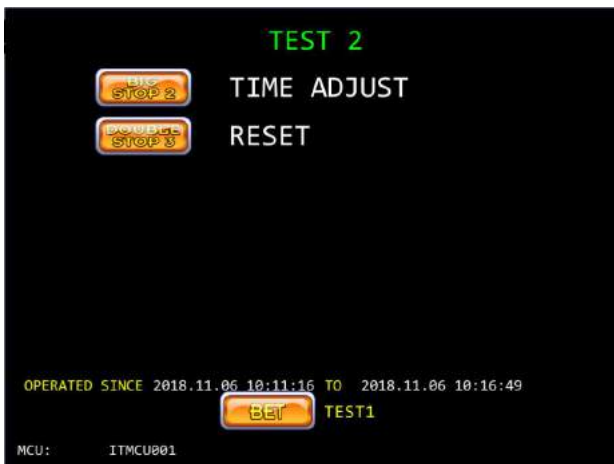 TEST 2
BIG
STOP 2
TIME ADJUST
DOUBLE
STOP 3
RESET
OPERATED SINCE 2018.11.06 10:11:16 TO 2018.11.06 10:16:49
BET TEST1
MCU: ITMCU001